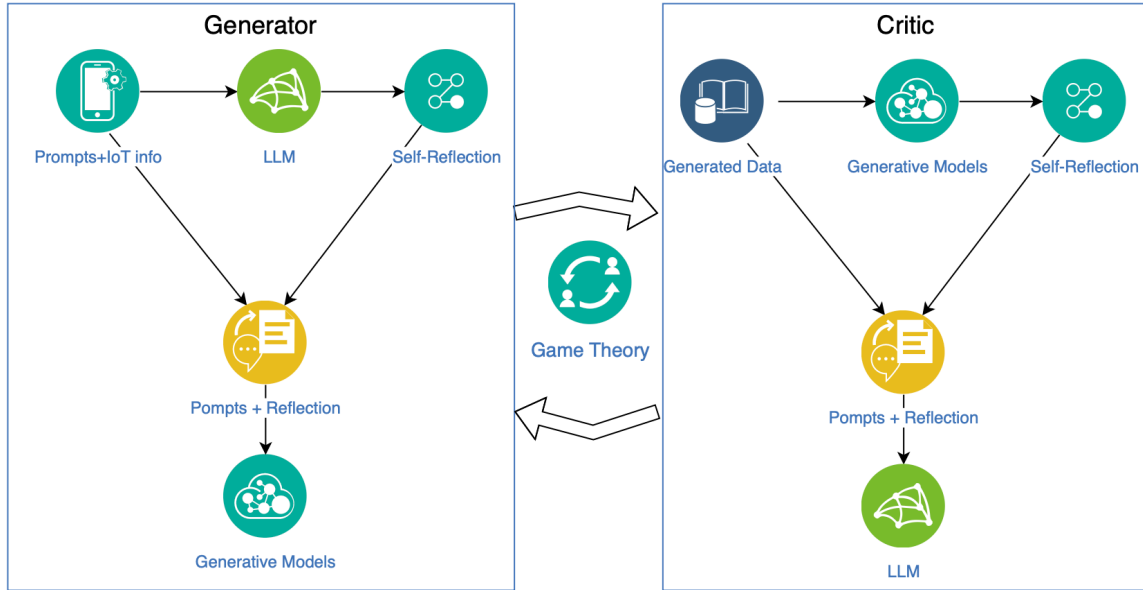 Generator
Prompts+IoT info
LLM
Self-Reflection
Pompts + Reflection
Generative Models
Game Theory
Critic
Generated Data
Generative Models
Self-Reflection
Pompts + Reflection
LLM